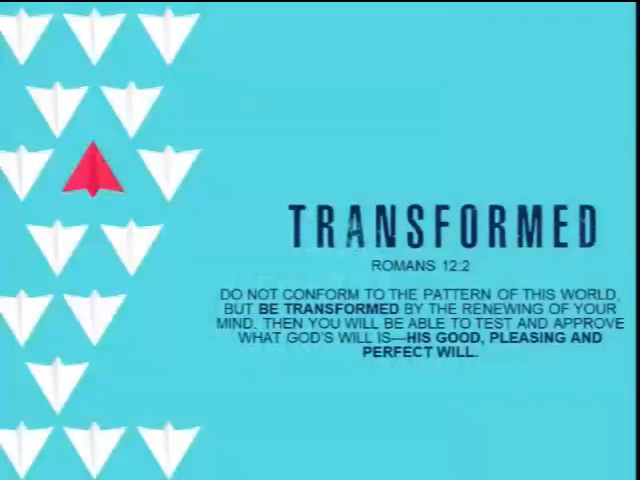 TRANSFORMED
ROMANS 12:2
DO NOT CONFORM TO THE PATTERN OF THIS WORLD,
BUT BE TRANSFORMED BY THE RENEWING OF YOUR
MIND. THEN YOU WILL BE ABLE TO TEST AND APPROVE
WHAT GOD'S WILL IS—HIS GOOD, PLEASING AND
PERFECT WILL.